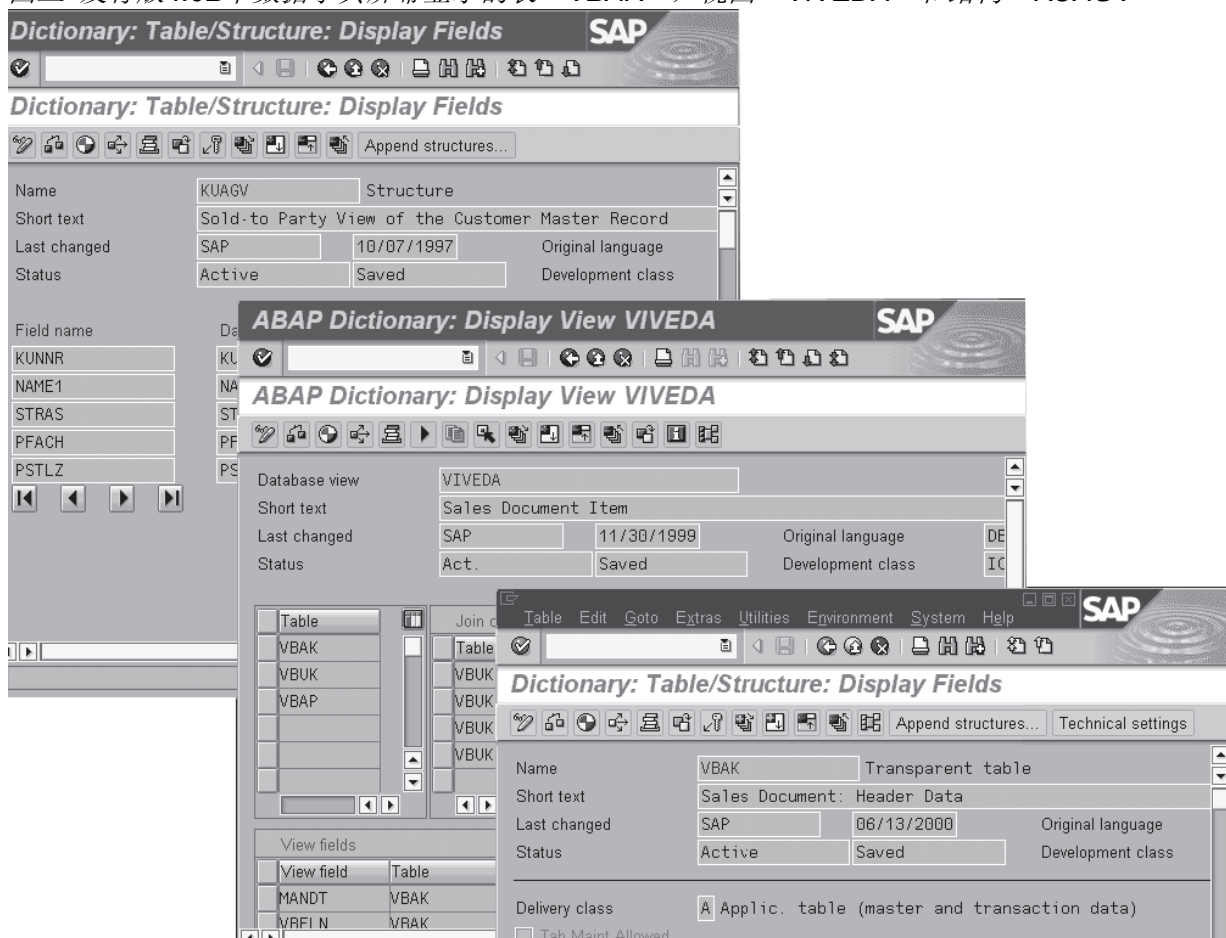 Dictionary: Table/Structure: Display Fields
SAP
Dictionary: Table/Structure: Display Fields
Append structures...
Name KUAGV Structure
Short text Sold-to Party View of the Customer Master Record
Last changed SAP 10/07/1997 Original language
Status Active Saved Development class
Field name
KUNNR
NAME1
STRAS
PFACH
PSTLZ
ABAP Dictionary: Display View VIVEDA
SAP
ABAP Dictionary: Display View VIVEDA
Database view VIVEDA
Short text Sales Document Item
Last changed SAP 11/30/1999 Original language DE
Status Act. Saved Development class
Table
VBAK
VBUK
VBAP
Join
Table
VBUK
VBUK
VBUK
VBUK
View fields
View field Table
MANDT VBAK
VBELN VBAK
Table Edit Goto Extras Utilities Environment System Help
SAP
Dictionary: Table/Structure: Display Fields
Append structures... Technical settings
Name VBAK Transparent table
Short text Sales Document: Header Data
Last changed SAP 06/13/2000 Original language
Status Active Saved Development class
Delivery class A Applic. table (master and transaction data)
Tab.Maint.Allowed